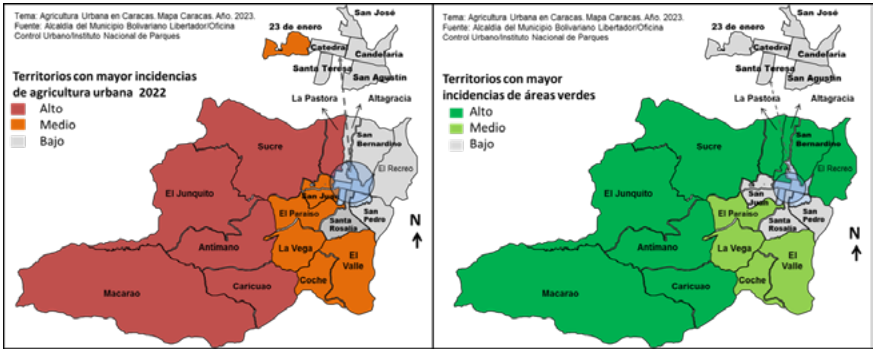 Tema: Agricultura Urbana en Caracas. Mapa Caracas. Año. 2023.
Fuente: Alcaldía del Municipio Bolivariano Libertador/Oficina
Control Urbano/Instituto Nacional de Parques
Territorios con mayor incidencias
de agricultura urbana 2022
Alto
Medio
Bajo
23 de enero
San José
Catedral
Candelaria
Santa Teresa
San Agustín
La Pastora
Altagracia
San
Bernardino
Sucre
El Recreo
El Junquito
San Juan
El Paraiso
Santa
Rosalia
San
Pedro
Antimano
La Vega
El
Valle
Caricuao
Coche
Macarao
N
Tema: Agricultura Urbana en Caracas. Mapa Caracas. Año. 2023.
Fuente: Alcaldía del Municipio Bolivariano Libertador/Oficina
Control Urbano/Instituto Nacional de Parques
Territorios con mayor
incidencias de áreas verdes
Alto
Medio
Bajo
23 de enero
San José
Catedral
Candelaria
Santa Teresa
San Agustín
La Pastora
Altagracia
San
Bernardino
Sucre
El Recreo
El Junquito
San
Juan
El Paraiso
Santa
Rosalia
San
Pedro
Antimano
La Vega
El
Valle
Caricuao
Coche
Macarao
N